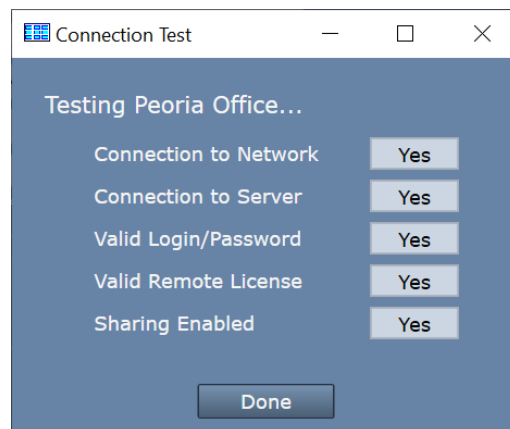 Connection Test
Testing Peoria Office...
Connection to Network Yes
Connection to Server Yes
Valid Login/Password Yes
Valid Remote License Yes
Sharing Enabled Yes
Done